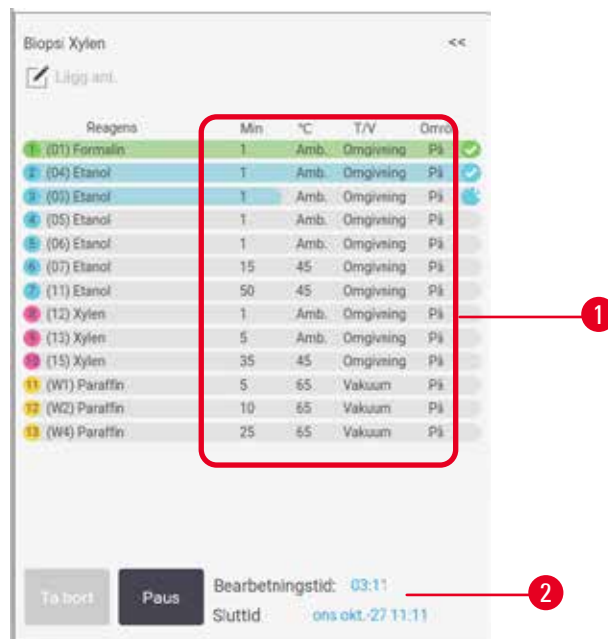 Biopsi Xylen <<
Lägg ant.
Reagens Min °C T/V Omrö
1 (01) Formalin 1 Amb. Omgivning På
2 (04) Etanol 1 Amb. Omgivning På
3 (03) Etanol 1 Amb. Omgivning På
4 (05) Etanol 1 Amb. Omgivning På
5 (06) Etanol 1 Amb. Omgivning På
6 (07) Etanol 15 45 Omgivning På
7 (11) Etanol 50 45 Omgivning På
8 (12) Xylen 1 Amb. Omgivning På
9 (13) Xylen 5 Amb. Omgivning På
10 (15) Xylen 35 45 Omgivning På
11 (W1) Paraffin 5 65 Vakuum På
12 (W2) Paraffin 10 65 Vakuum På
13 (W4) Paraffin 25 65 Vakuum På
1
Ta bort Paus Bearbetningstid: 03:11
Sluttid ons okt.-27 11:11
2